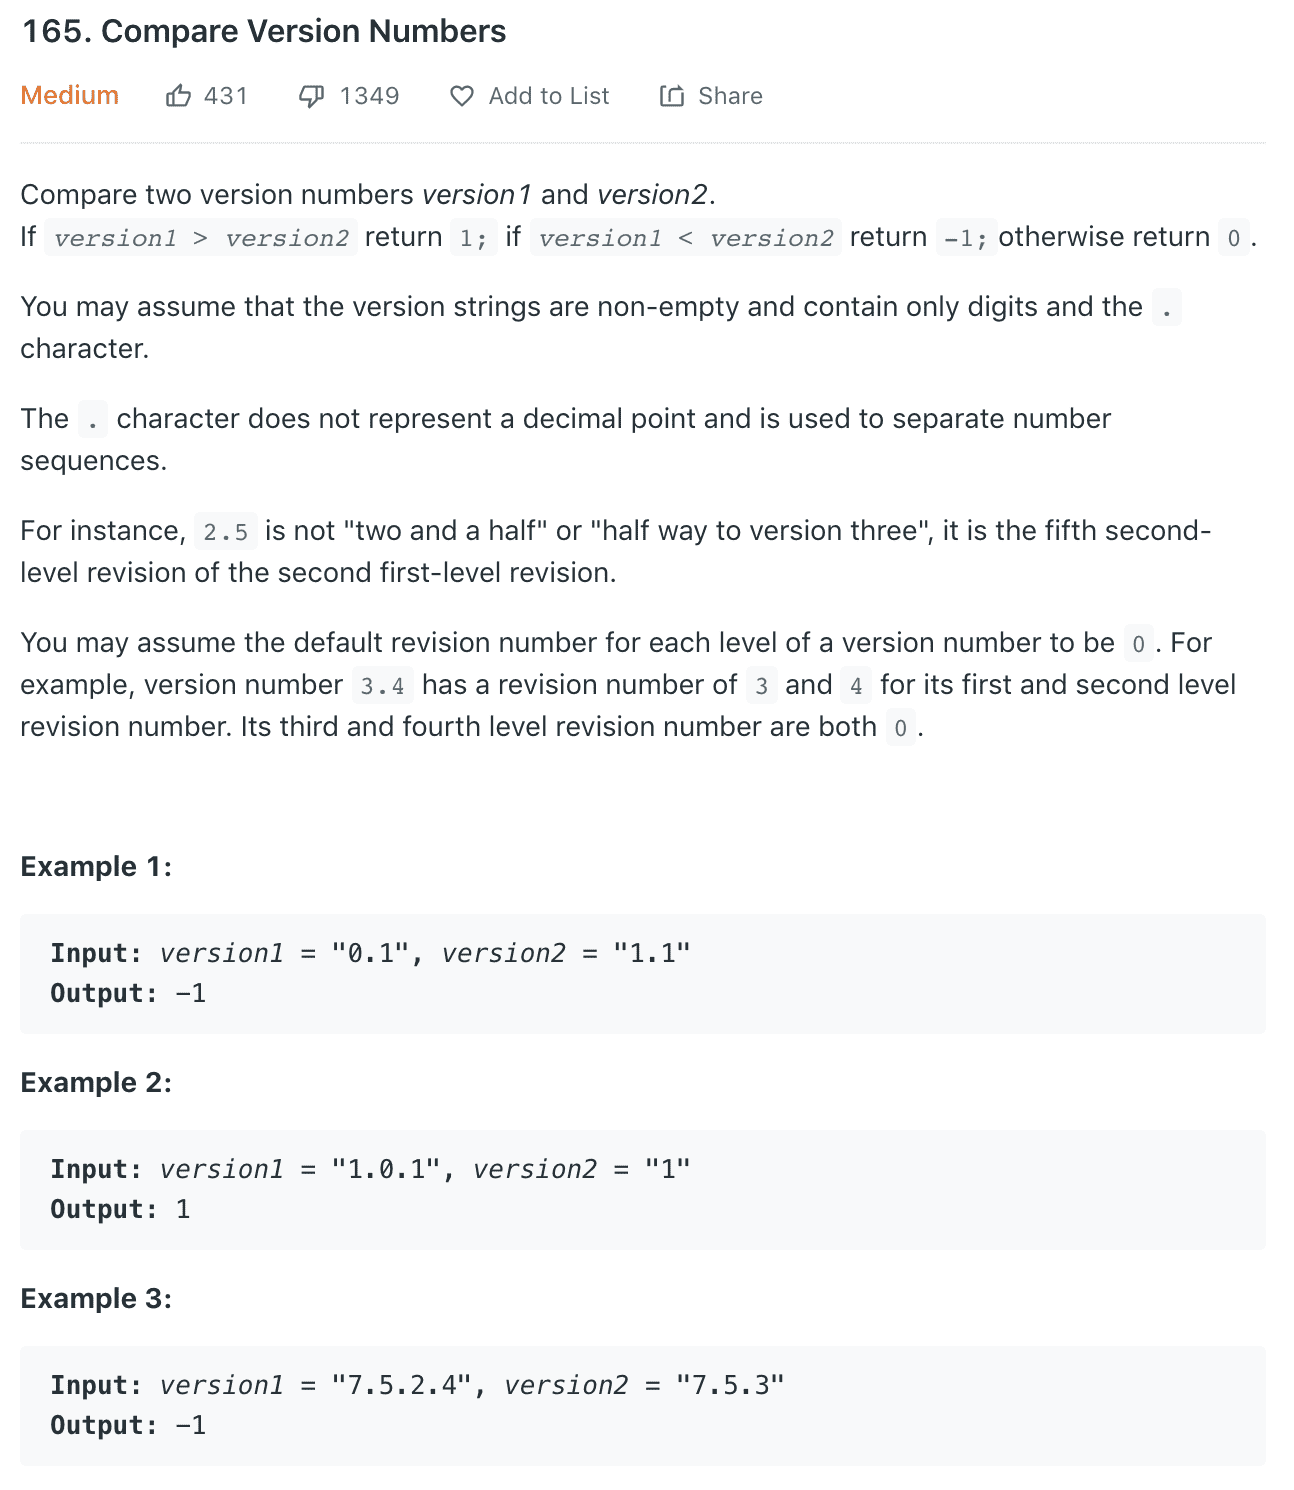 165. Compare Version Numbers
Medium 431 1349 Add to List Share
Compare two version numbers version1 and version2.
If version1 > version2 return 1; if version1 < version2 return -1; otherwise return 0.
You may assume that the version strings are non-empty and contain only digits and the .
character.
The . character does not represent a decimal point and is used to separate number
sequences.
For instance, 2.5 is not "two and a half" or "half way to version three", it is the fifth second-
level revision of the second first-level revision.
You may assume the default revision number for each level of a version number to be 0. For
example, version number 3.4 has a revision number of 3 and 4 for its first and second level
revision number. Its third and fourth level revision number are both 0.
Example 1:
Input: version1 = "0.1", version2 = "1.1"
Output: -1
Example 2:
Input: version1 = "1.0.1", version2 = "1"
Output: 1
Example 3:
Input: version1 = "7.5.2.4", version2 = "7.5.3"
Output: -1